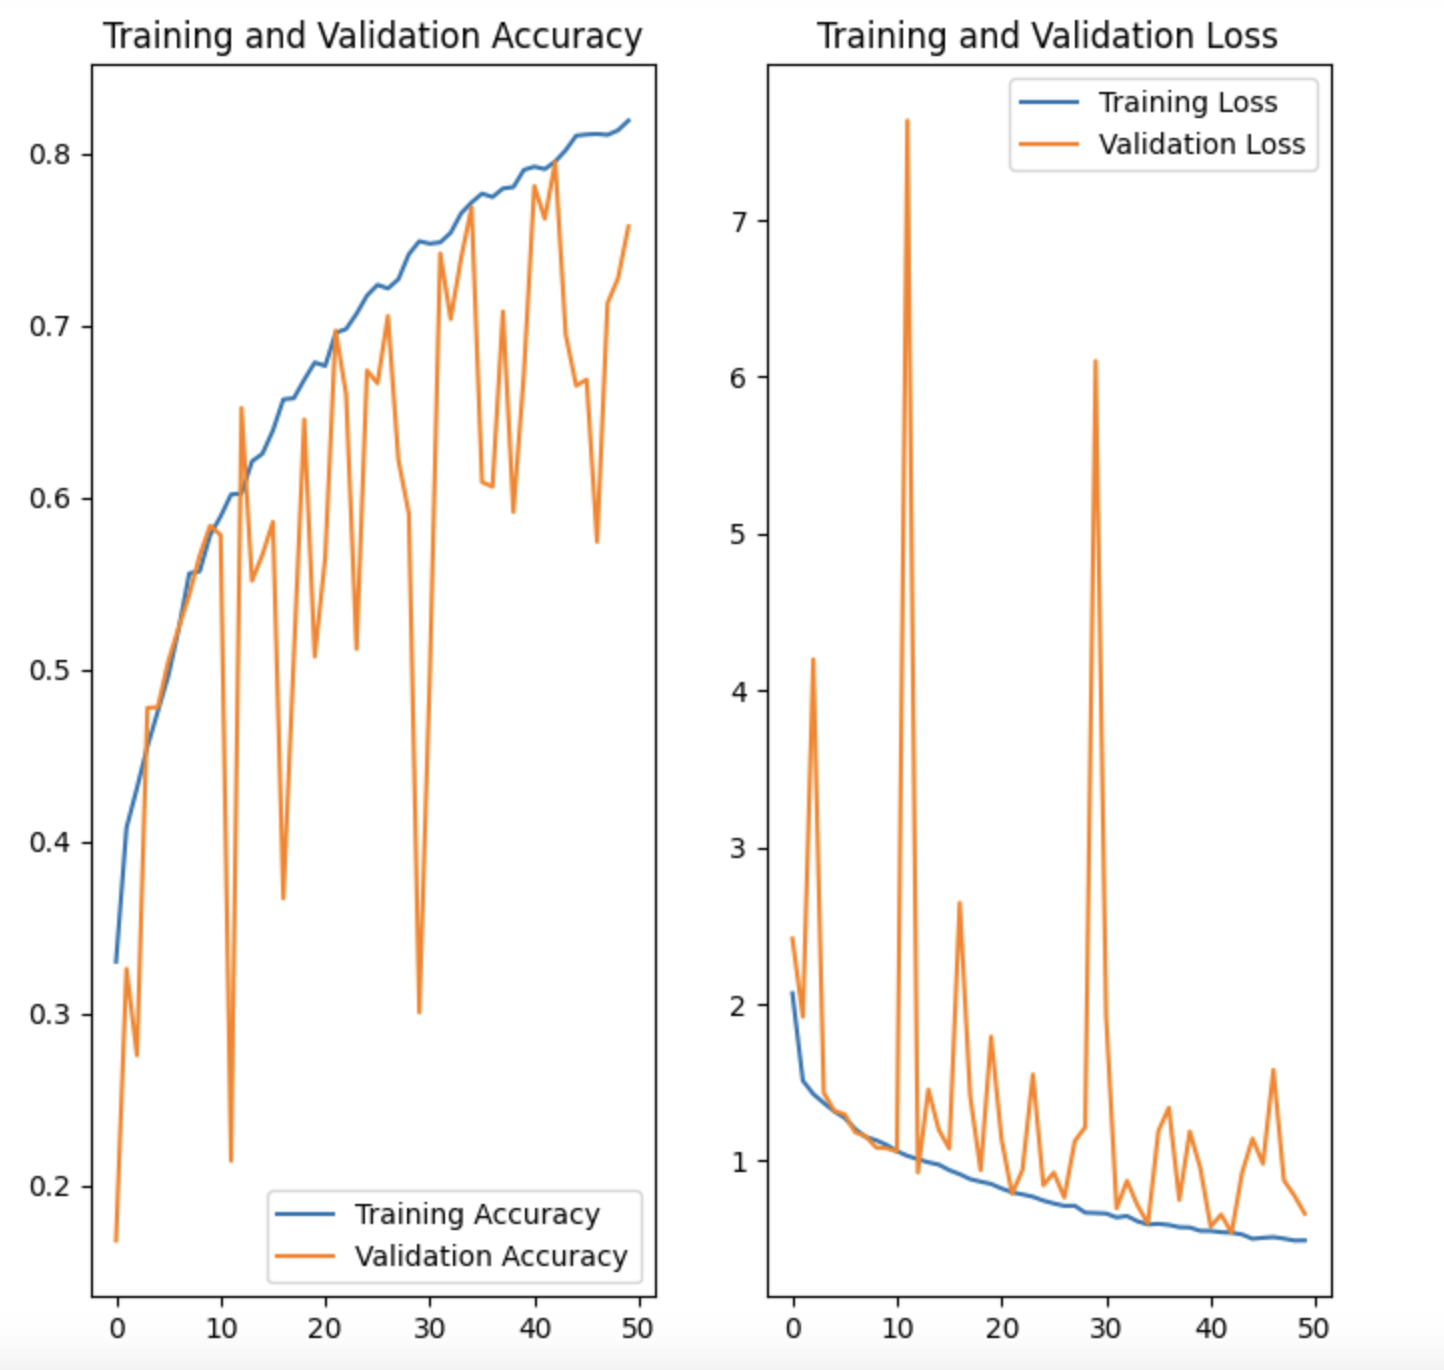 Training and Validation Accuracy
0.8
0.7
0.6
0.5
0.4
0.3
0.2
Training Accuracy
Validation Accuracy
0 10 20 30 40 50
Training and Validation Loss
Training Loss
Validation Loss
7
6
5
4
3
2
1
0 10 20 30 40 50